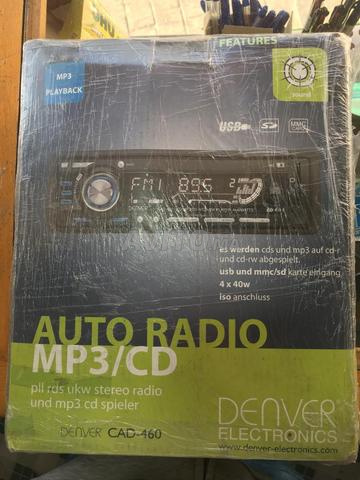 FEATURES
MP3
PLAYBACK
sound
USB
SD
MMC
FM1 89.5 2
es werden cds und mp3 auf cd-r
und cd-rw abgespielt.
usb und mmc/sd karte eingang
4 x 40w
iso anschluss
AUTO RADIO
MP3/CD
pll rds ukw stereo radio
und mp3 cd spieler
DENVER CAD-460
DENVER
ELECTRONICS
www.denver-electronics.com